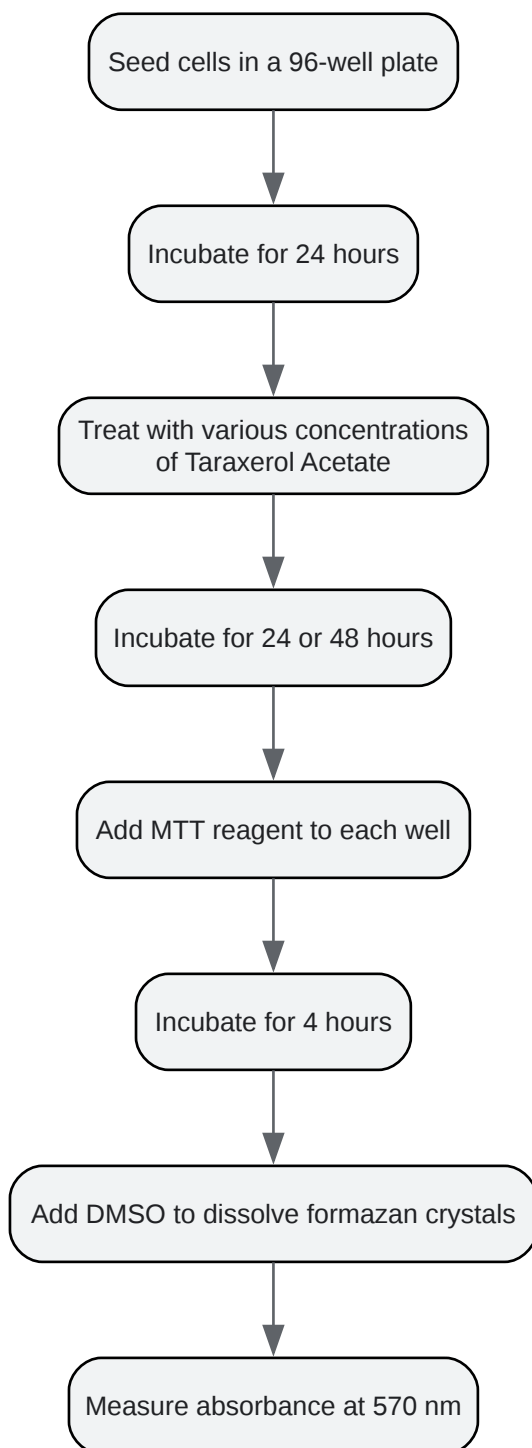 Seed cells in a 96-well plate
Incubate for 24 hours
Treat with various concentrations
of Taraxerol Acetate
Incubate for 24 or 48 hours
Add MTT reagent to each well
Incubate for 4 hours
Add DMSO to dissolve formazan crystals
Measure absorbance at 570 nm